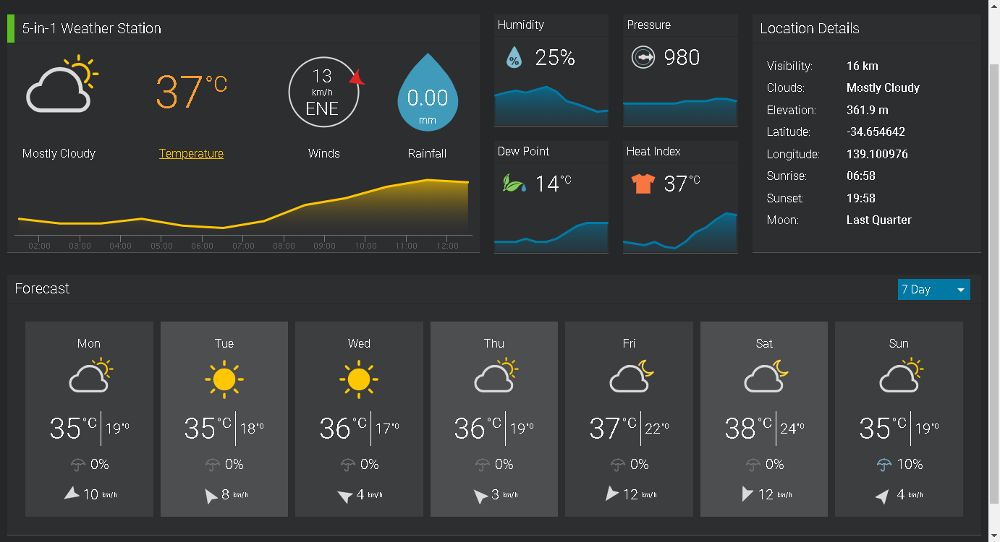 5-in-1 Weather Station
13
km/h
ENE
37°C
0.00
mm
Mostly Cloudy
Temperature
Winds
Rainfall
02:00 03:00 04:00 05:00 06:00 07:00 08:00 09:00 10:00 11:00 12:00
Humidity
%
25%
Pressure
980
Dew Point
14°C
Heat Index
37°C
Location Details
Visibility: 16 km
Clouds: Mostly Cloudy
Elevation: 361.9 m
Latitude: -34.654642
Longitude: 139.100976
Sunrise: 06:58
Sunset: 19:58
Moon: Last Quarter
Forecast
7 Day
Mon
35°C 19°C
0%
10 km/h
Tue
35°C 18°C
0%
8 km/h
Wed
36°C 17°C
0%
4 km/h
Thu
36°C 19°C
0%
3 km/h
Fri
37°C 22°C
0%
12 km/h
Sat
38°C 24°C
0%
12 km/h
Sun
35°C 19°C
10%
4 km/h